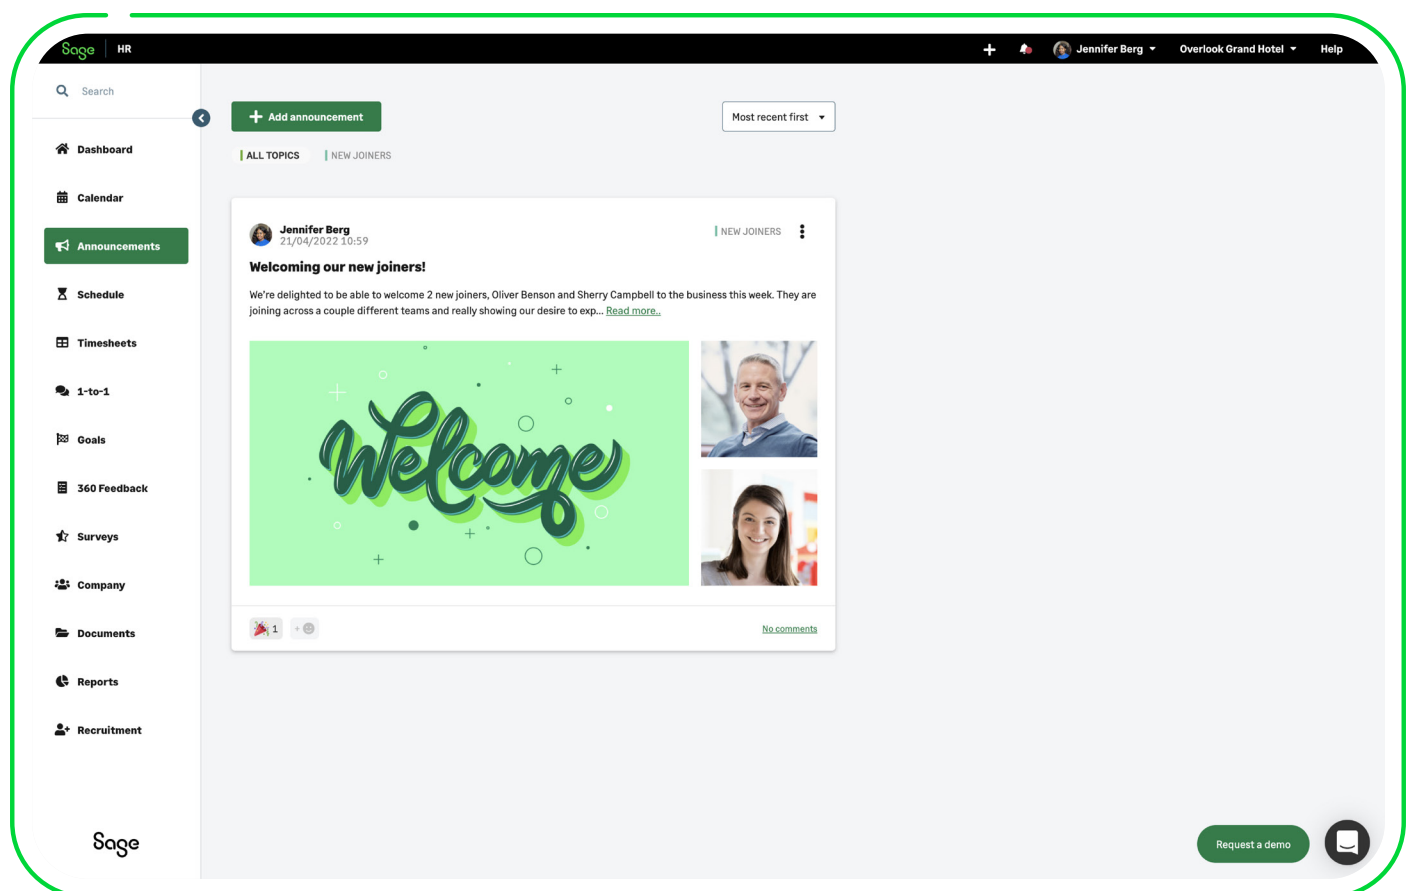 Sage HR + Jennifer Berg Overlook Grand Hotel Help
Search
+ Add announcement
Most recent first
ALL TOPICS NEW JOINERS
Dashboard
Calendar
Announcements
Schedule
Timesheets
1-to-1
Goals
360 Feedback
Surveys
Company
Documents
Reports
Recruitment
Sage
Jennifer Berg
21/04/2022 10:59
NEW JOINERS
Welcoming our new joiners!
We're delighted to be able to welcome 2 new joiners, Oliver Benson and Sherry Campbell to the business this week. They are
joining across a couple different teams and really showing our desire to exp... Read more..
Welcome
1 +
No comments
Request a demo